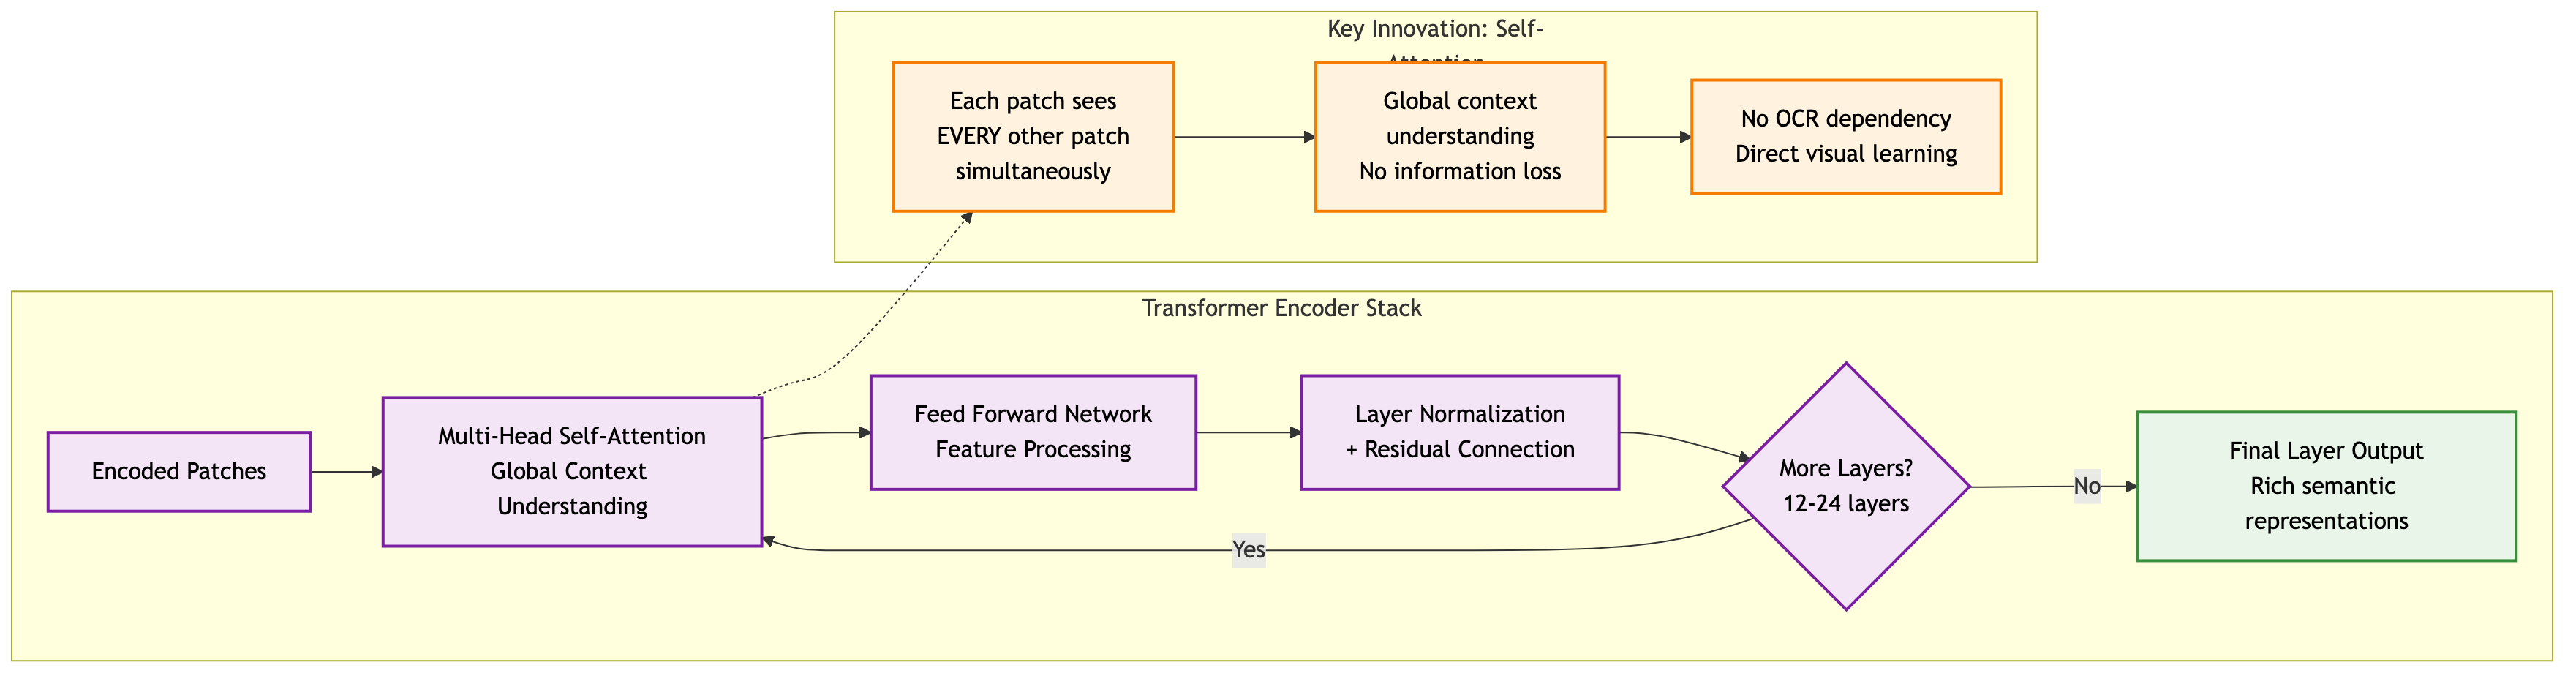 Key Innovation: Self-
Attention
Each patch sees
EVERY other patch
simultaneously
Global context
understanding
No information loss
No OCR dependency
Direct visual learning
Transformer Encoder Stack
Encoded Patches
Multi-Head Self-Attention
Global Context
Understanding
Feed Forward Network
Feature Processing
Layer Normalization
+ Residual Connection
More Layers?
12-24 layers
Yes
No
Final Layer Output
Rich semantic
representations